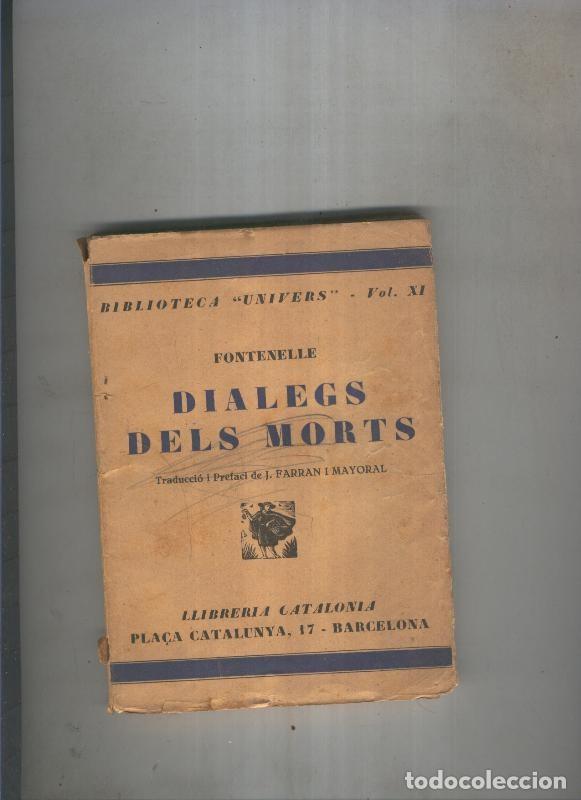 BIBLIOTECA "UNIVERS" - Vol. XI
FONTENELLE
DIALEGS
DELS MORTS
Traducció i Prefaci de J. FARRAN I MAYORAL
LLIBRERIA CATALONIA
PLAÇA CATALUNYA, 17 - BARCELONA
todocoleccion